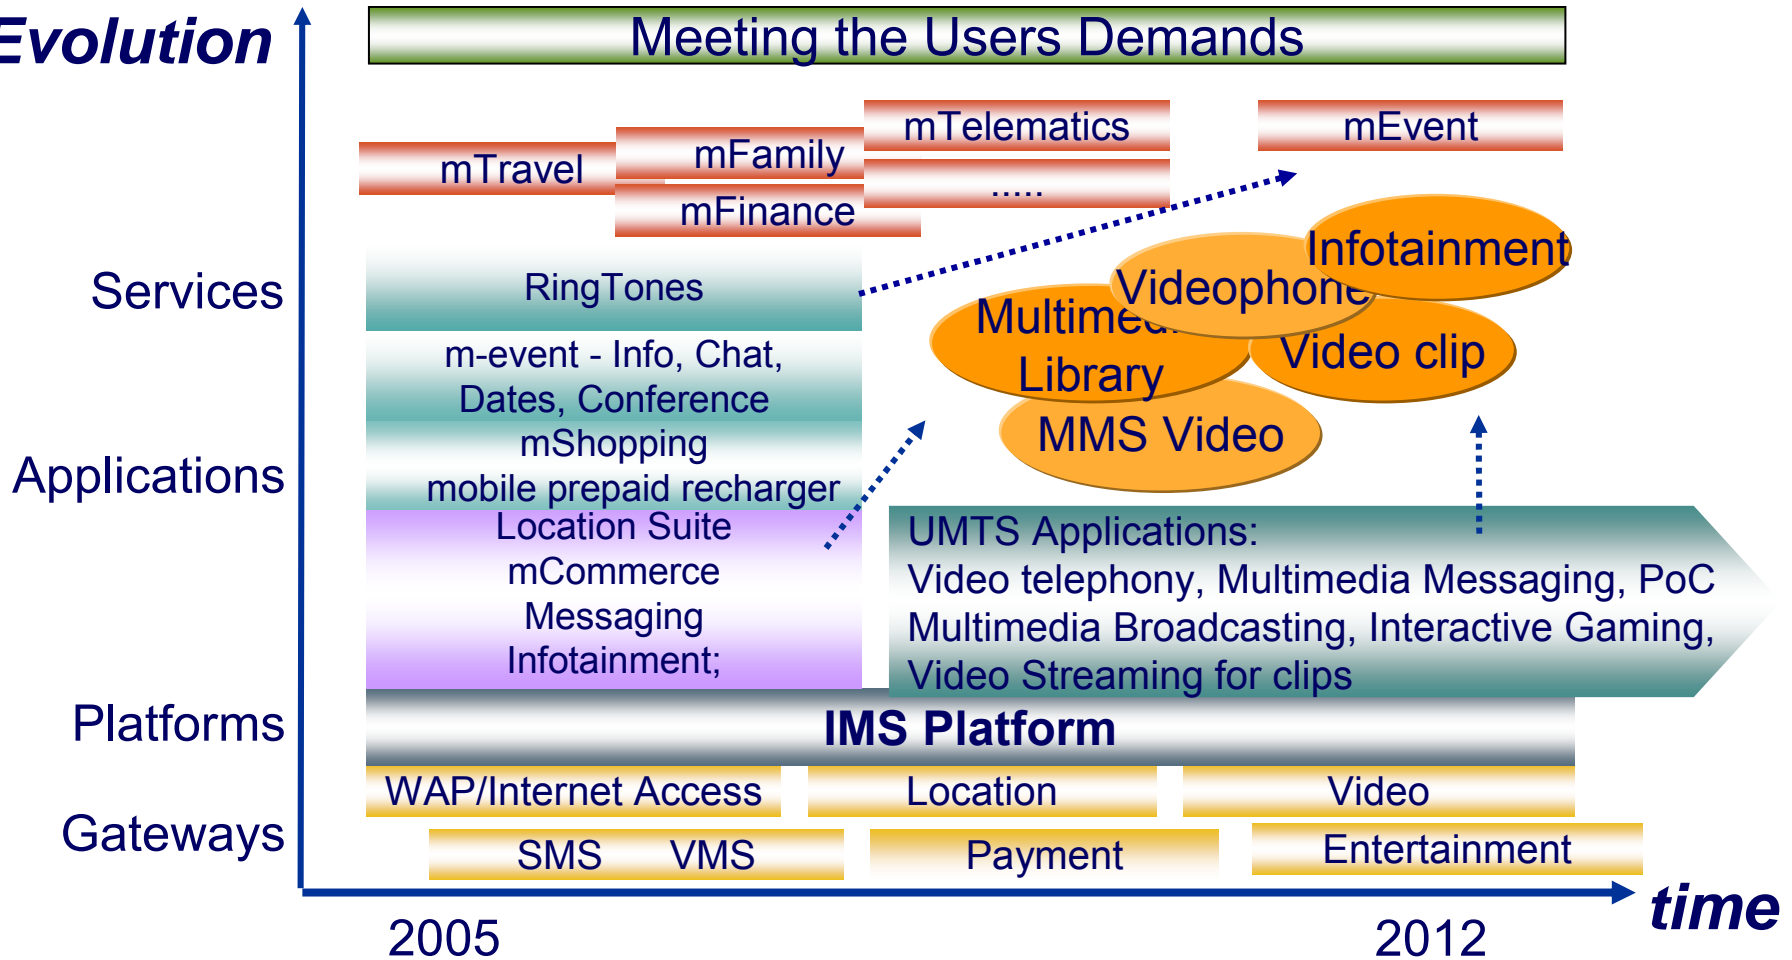 Evolution
Meeting the Users Demands
mTelematics
mEvent
mFamily
mTravel
.....
mFinance
Services
RingTones
Infotainment
Videophone
Multimedia
Library
Video clip
m-event - Info, Chat,
Dates, Conference
MMS Video
Applications
mShopping
mobile prepaid recharger
Location Suite
mCommerce
Messaging
Infotainment;
UMTS Applications:
Video telephony, Multimedia Messaging, PoC
Multimedia Broadcasting, Interactive Gaming,
Video Streaming for clips
Platforms
IMS Platform
Gateways
WAP/Internet Access
Location
Video
SMS VMS
Payment
Entertainment
time
2005
2012